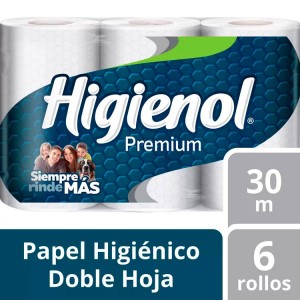 Higienol®
Premium
Siempre
rinde MÁS
30
m
Papel Higiénico
Doble Hoja
6
rollos